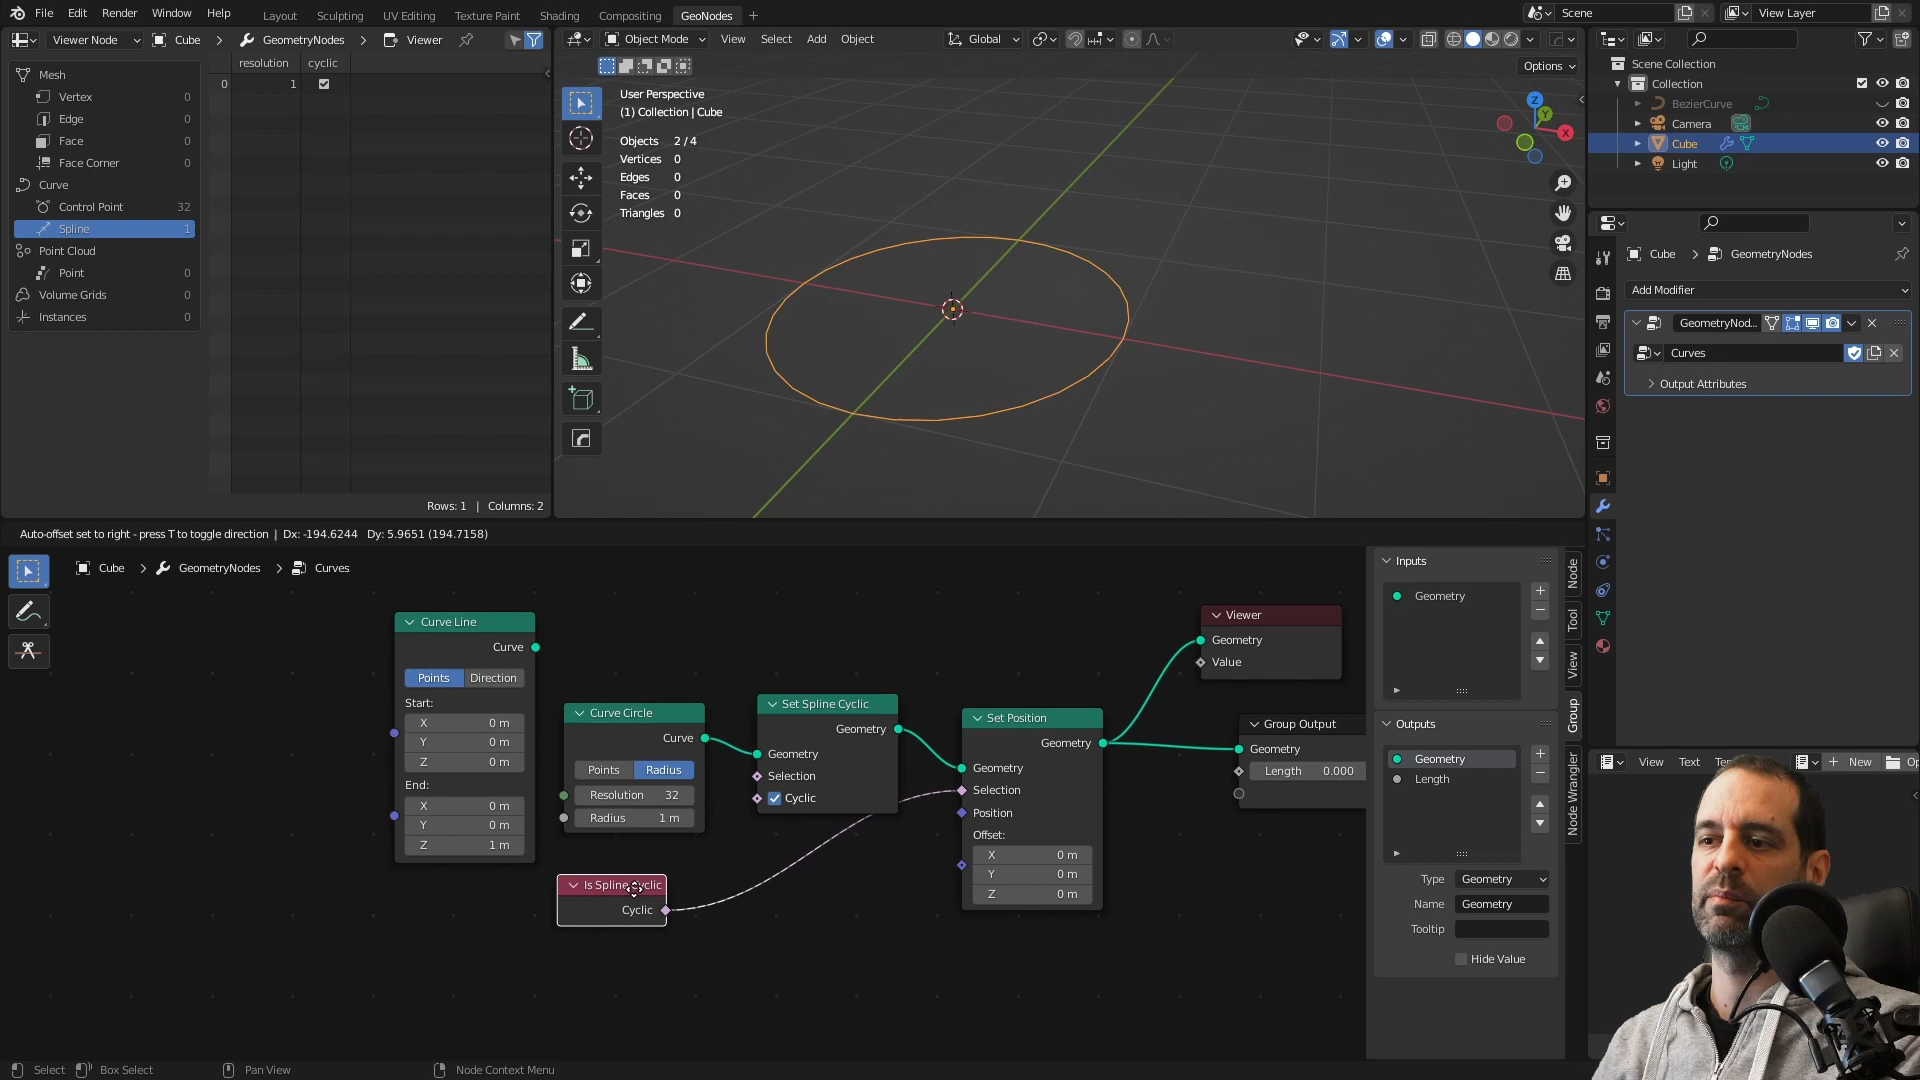 File Edit Render Window Help Layout Sculpting UV Editing Texture Paint Shading Compositing GeoNodes + Scene View Layer
Viewer Node Cube > GeometryNodes > Viewer
resolution cyclic
0 1
Mesh
Vertex 0
Edge 0
Face 0
Face Corner 0
Curve
Control Point 32
Spline 1
Point Cloud
Point 0
Volume Grids 0
Instances 0
Rows: 1 | Columns: 2
Object Mode View Select Add Object Global
Options
User Perspective
(1) Collection | Cube
Objects 2/4
Vertices 0
Edges 0
Faces 0
Triangles 0
Z
Y
X
Scene Collection
Collection
BezierCurve
Camera
Cube
Light
Cube > GeometryNodes
Add Modifier
GeometryNod...
Curves
Output Attributes
Auto-offset set to right - press T to toggle direction | Dx: -194.6244 Dy: 5.9651 (194.7158)
Cube > GeometryNodes > Curves
Curve Line
Curve
Points Direction
Start:
X 0 m
Y 0 m
Z 0 m
End:
X 0 m
Y 0 m
Z 1 m
Curve Circle
Curve
Points Radius
Resolution 32
Radius 1 m
Is Spline Cyclic
Cyclic
Set Spline Cyclic
Geometry
Geometry
Selection
Cyclic
Set Position
Geometry
Geometry
Selection
Position
Offset:
X 0 m
Y 0 m
Z 0 m
Viewer
Geometry
Value
Group Output
Geometry
Length 0.000
Inputs
Geometry
Outputs
Geometry
Length
Type Geometry
Name Geometry
Tooltip
Hide Value
Node
Tool
View
Group
Node Wrangler
View Text New
Select Box Select Pan View Node Context Menu